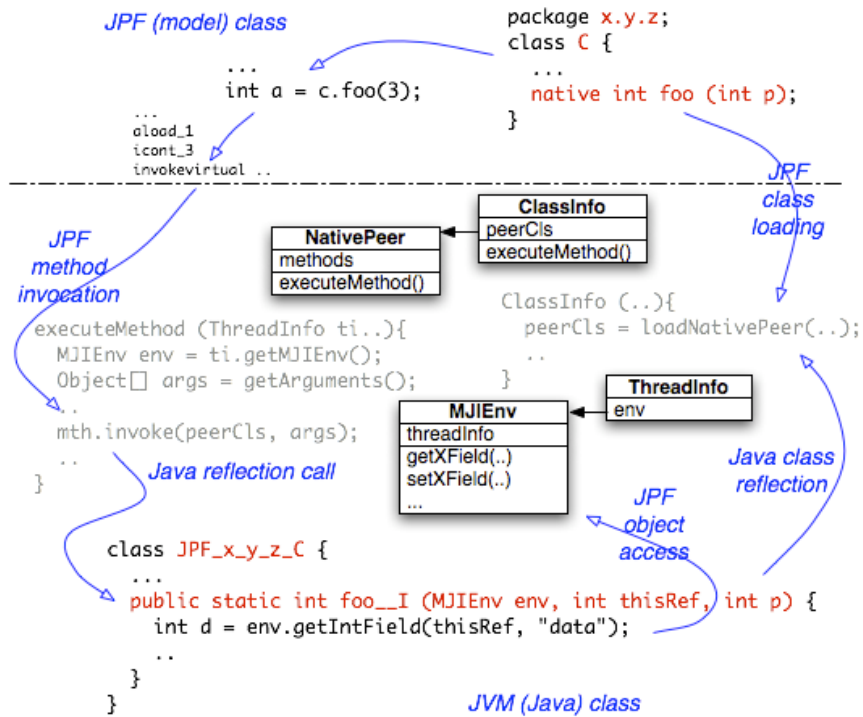 JPF (model) class
package x.y.z;
class C {
...
native int foo (int p);
}
...
int a = c.foo(3);
...
aload_1
icont_3
invokevirtual ..
JPF
class
loading
JPF
method
invocation
NativePeer
methods
executeMethod()
ClassInfo
peerCls
executeMethod()
executeMethod (ThreadInfo ti..){
MJIEnv env = ti.getMJIEnv();
Object[] args = getArguments();
..
mth.invoke(peerCls, args);
..
}
ClassInfo (..){
peerCls = loadNativePeer(..);
..
}
MJIEnv
threadInfo
getXField(..)
setXField(..)
...
ThreadInfo
env
Java reflection call
JPF
object
access
Java class
reflection
class JPF_x_y_z_C {
...
public static int foo__I (MJIEnv env, int thisRef, int p) {
int d = env.getIntField(thisRef, "data");
..
}
}
JVM (Java) class